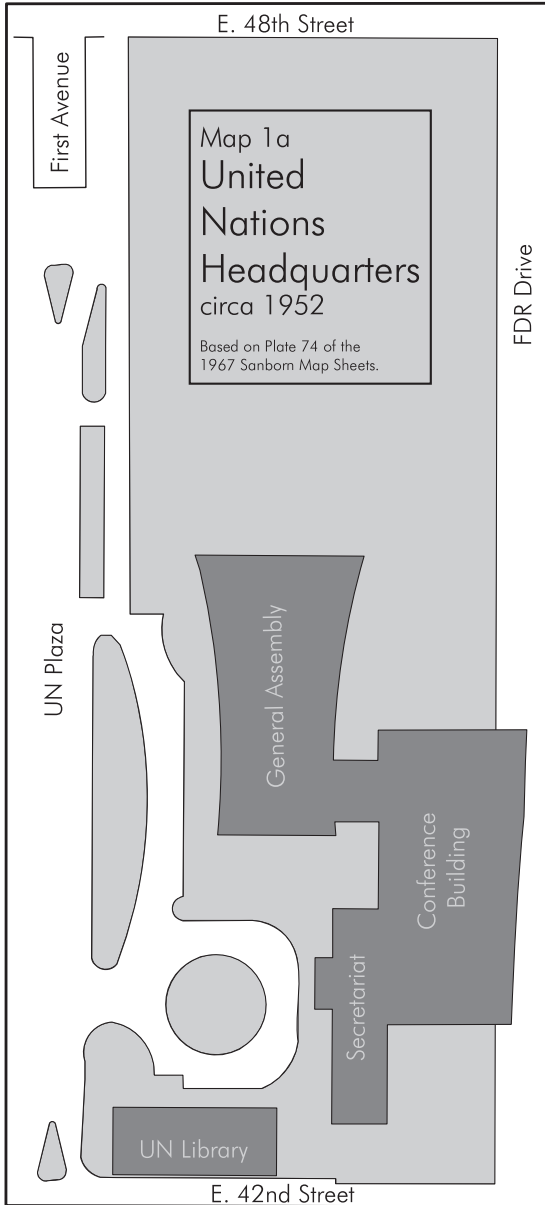 E. 48th Street
First Avenue
Map 1a
United
Nations
Headquarters
circa 1952
Based on Plate 74 of the
1967 Sanborn Map Sheets.
FDR Drive
UN Plaza
General Assembly
Conference
Building
Secretariat
UN Library
E. 42nd Street